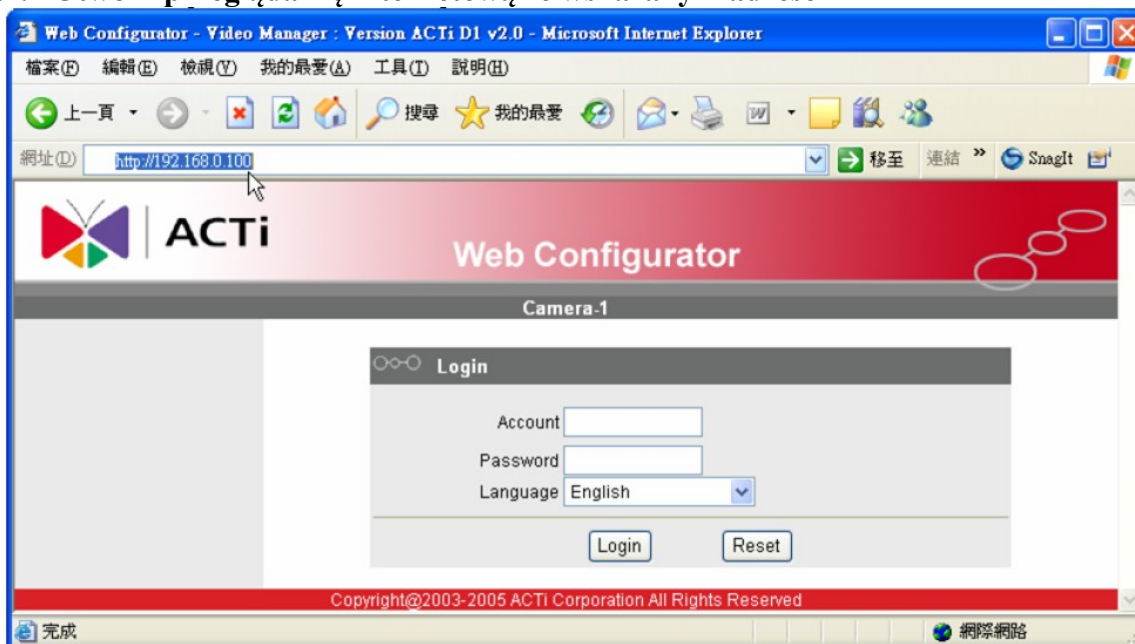 Web Configurator - Video Manager : Version ACTi D1 v2.0 - Microsoft Internet Explorer
檔案(F) 編輯(E) 檢視(V) 我的最愛(A) 工具(T) 說明(H)
上一頁 搜尋 我的最愛
網址(D) http://192.168.0.100 移至 連結 » SnagIt
ACTi
Web Configurator
Camera-1
Login
Account
Password
Language English
Login Reset
Copyright@2003-2005 ACTi Corporation All Rights Reserved
完成 網際網路